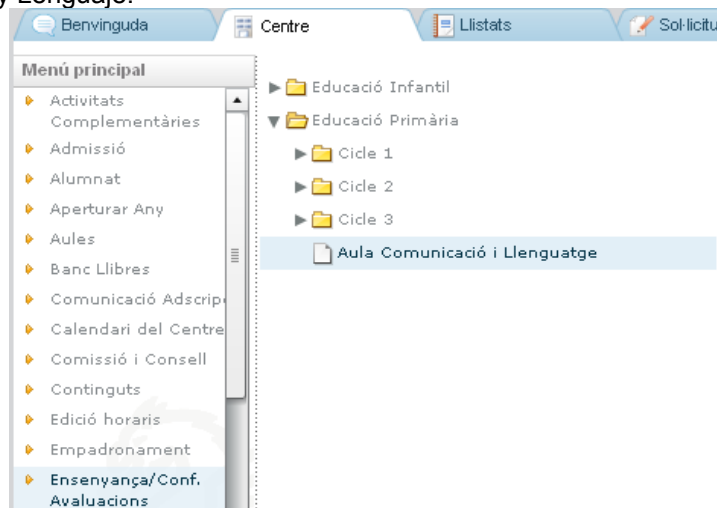 y Lenguaje.
Benvinguda
Centre
Llistats
Sol·licitu
Menú principal
Activitats
Complementàries
Admissió
Alumnat
Aperturar Any
Aules
Banc Llibres
Comunicació Adscrip
Calendari del Centre
Comissió i Consell
Continguts
Edició horaris
Empadronament
Ensenyança/Conf.
Avaluacions
Educació Infantil
Educació Primària
Cicle 1
Cicle 2
Cicle 3
Aula Comunicació i Llenguatge